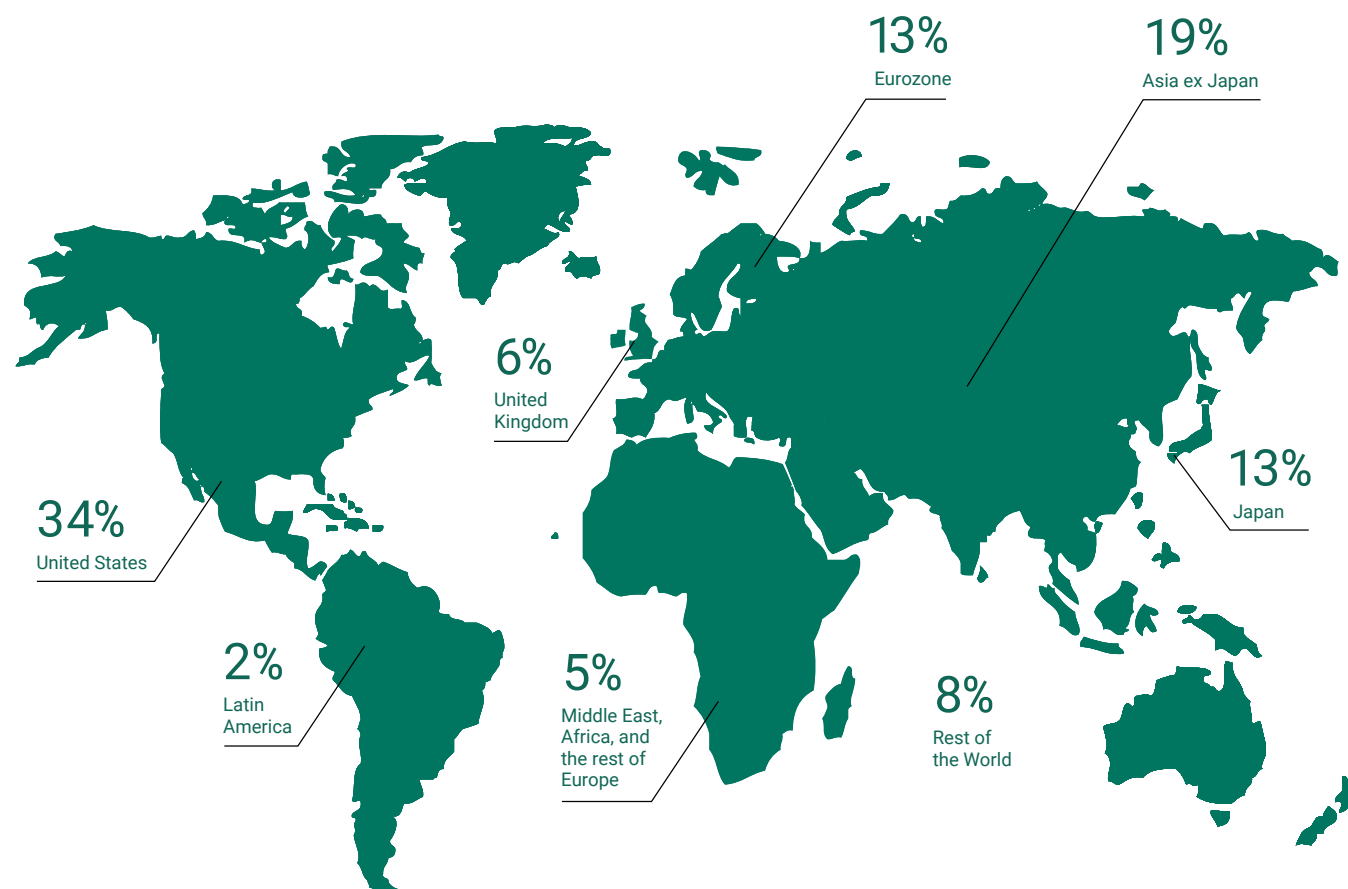 13%
Eurozone
19%
Asia ex Japan
6%
United
Kingdom
13%
Japan
34%
United States
2%
Latin
America
5%
Middle East,
Africa, and
the rest of
Europe
8%
Rest of
the World